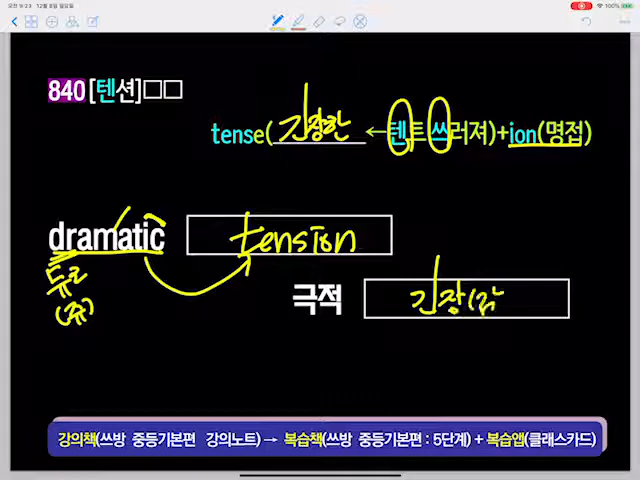 오전 9:23 12월 8일 일요일 100%
840[텐션]□□
tense(긴장한 ←텐트 쓰러져)+ion(명접)
dramatic tension
드라
(쥬)
극적 긴장(감
강의책(쓰방 중등기본편 강의노트) → 복습책(쓰방 중등기본편 : 5단계) + 복습앱(클래스카드)